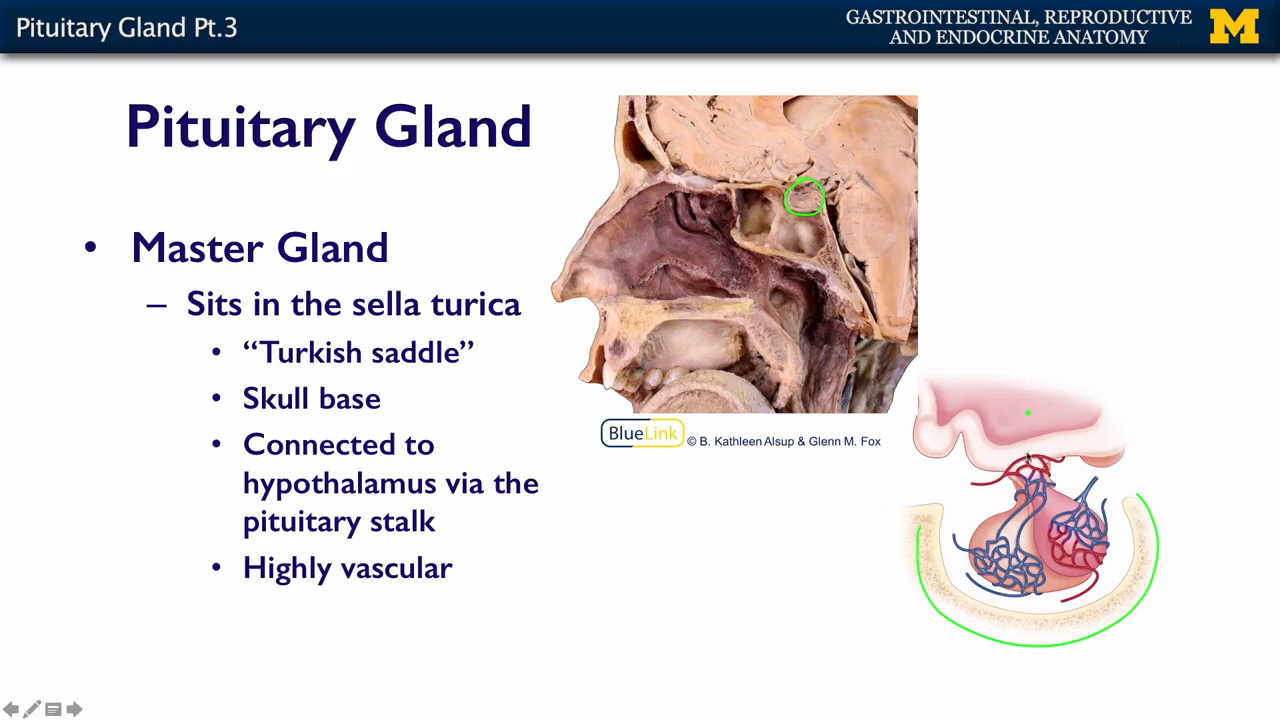 Pituitary Gland Pt.3
GASTROINTESTINAL, REPRODUCTIVE
AND ENDOCRINE ANATOMY
M
Pituitary Gland
• Master Gland
– Sits in the sella turica
• “Turkish saddle”
• Skull base
• Connected to
hypothalamus via the
pituitary stalk
• Highly vascular
BlueLink
© B. Kathleen Alsup & Glenn M. Fox